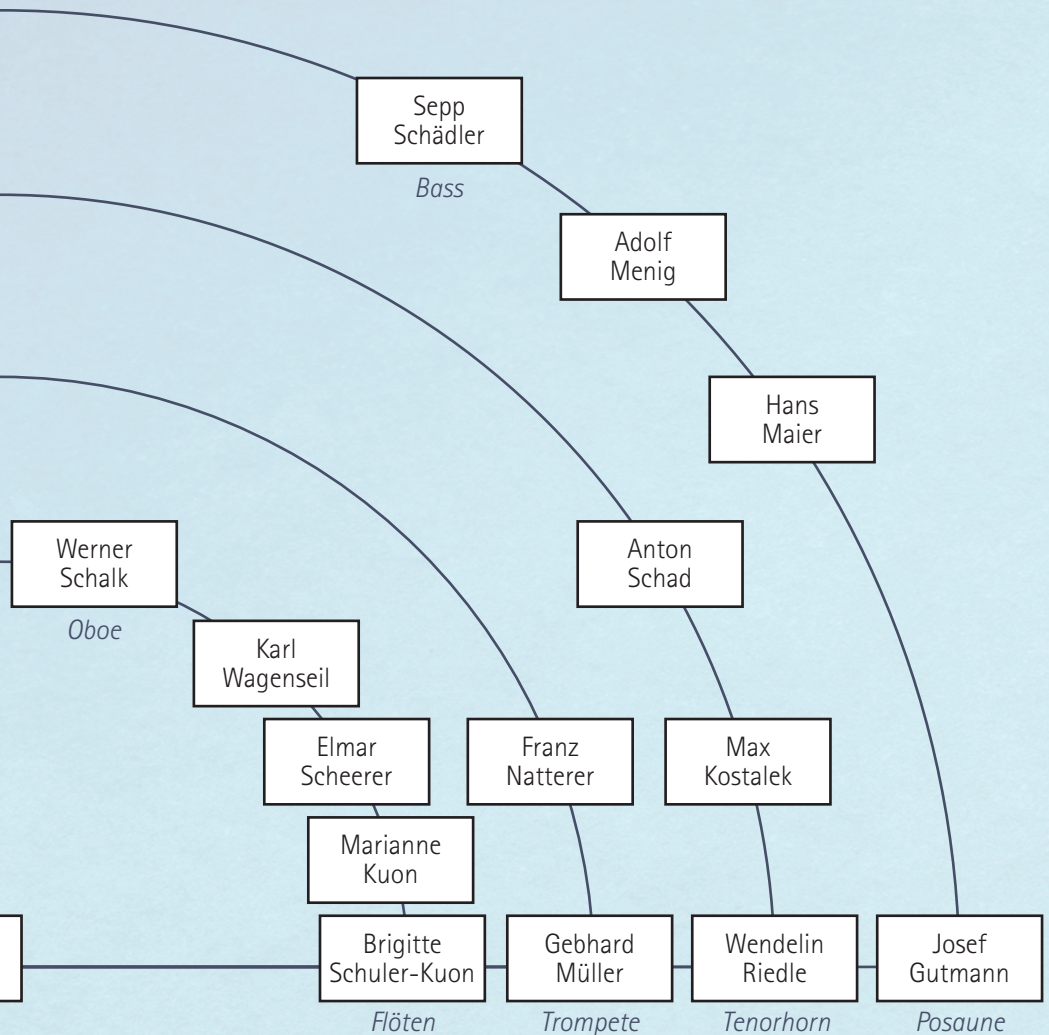 Sepp
Schädler
Bass
Adolf
Menig
Hans
Maier
Werner
Schalk
Oboe
Anton
Schad
Karl
Wagenseil
Elmar
Scheerer
Franz
Natterer
Max
Kostalek
Marianne
Kuon
Brigitte
Schuler-Kuon
Flöten
Gebhard
Müller
Trompete
Wendelin
Riedle
Tenorhorn
Josef
Gutmann
Posaune